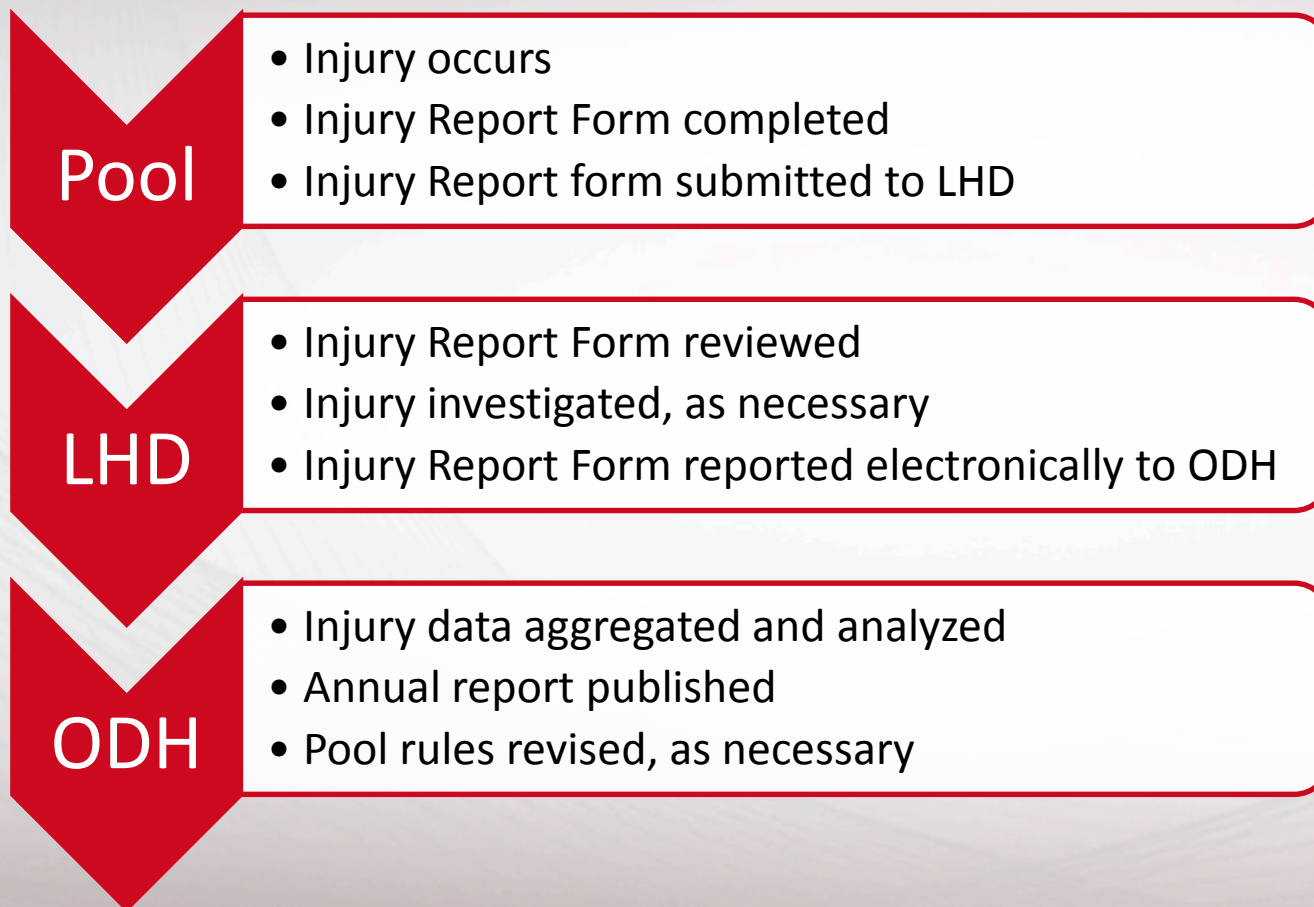 Pool
• Injury occurs
• Injury Report Form completed
• Injury Report form submitted to LHD
LHD
• Injury Report Form reviewed
• Injury investigated, as necessary
• Injury Report Form reported electronically to ODH
ODH
• Injury data aggregated and analyzed
• Annual report published
• Pool rules revised, as necessary